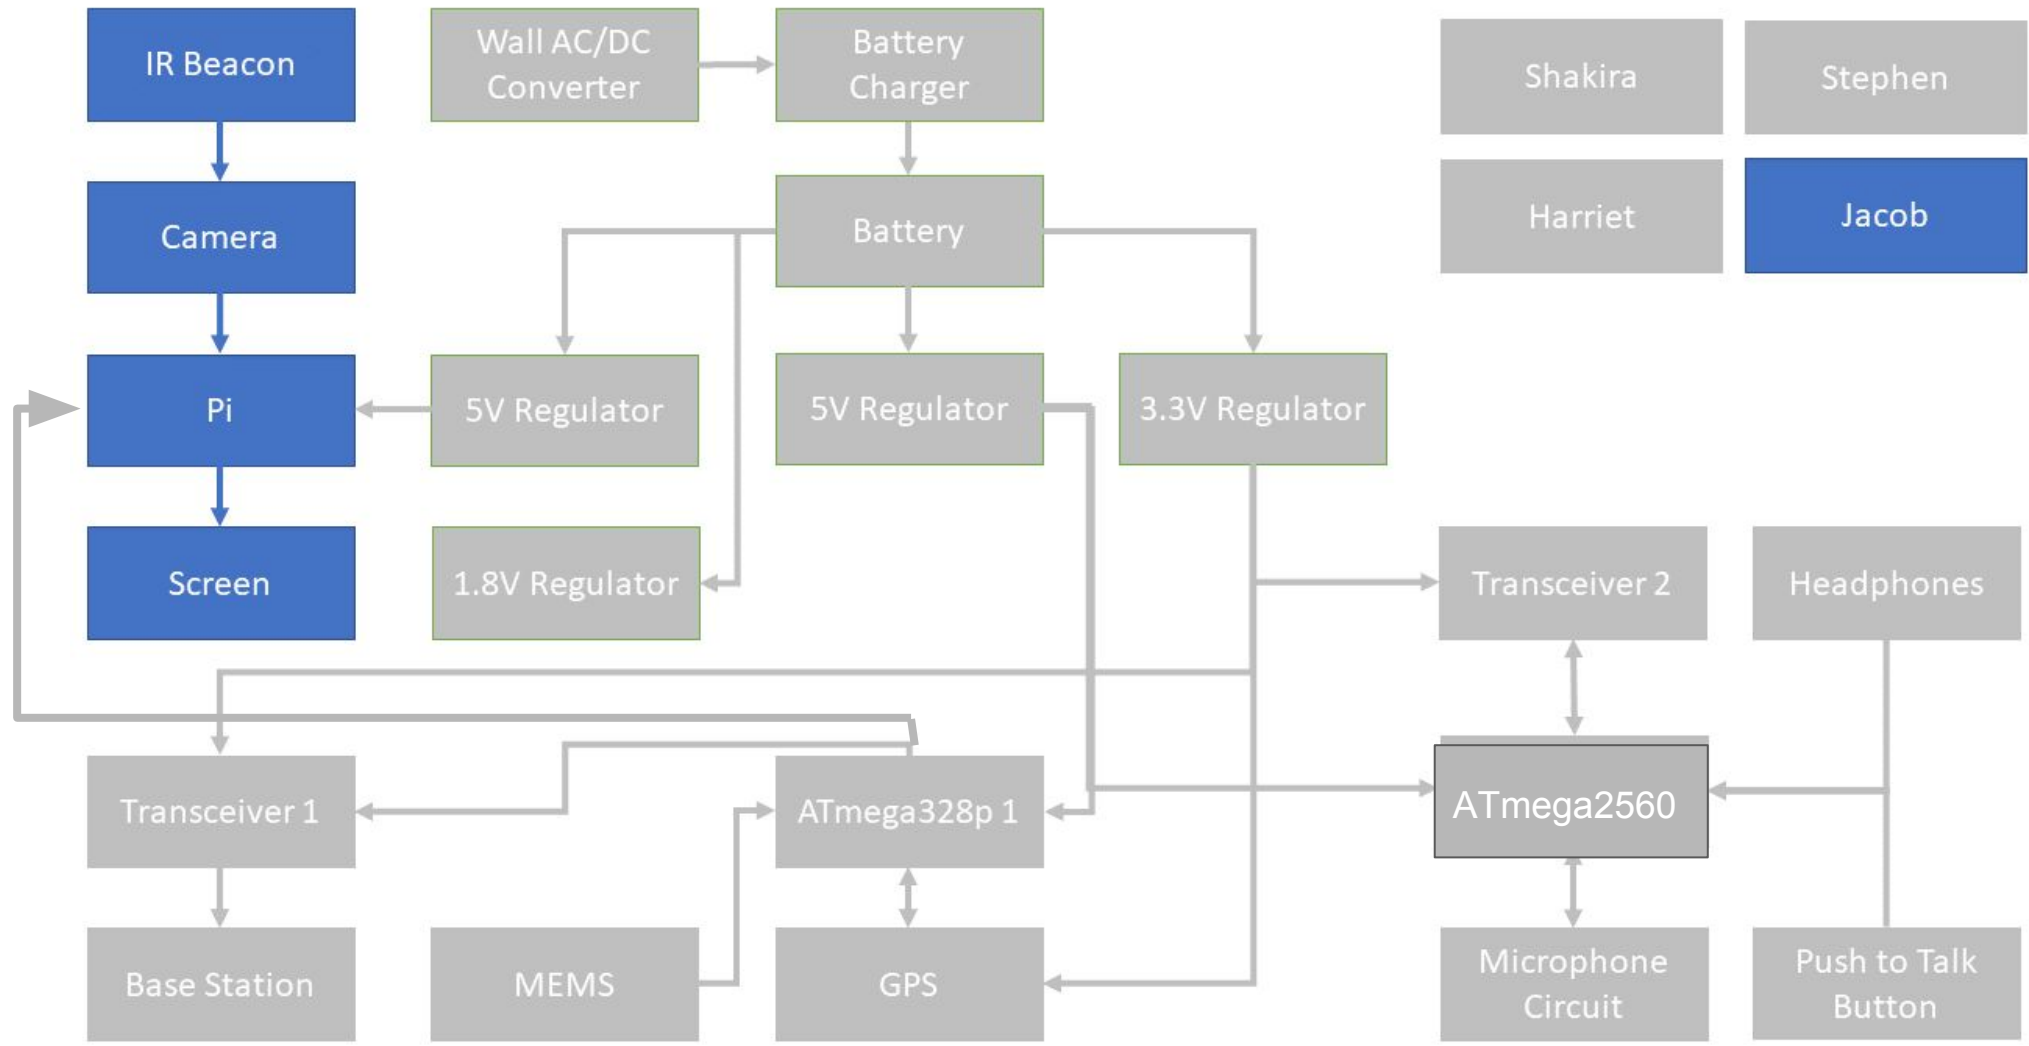 IR Beacon
Wall AC/DC
Converter
Battery
Charger
Shakira
Stephen
Camera
Battery
Harriet
Jacob
Pi
5V Regulator
5V Regulator
3.3V Regulator
Screen
1.8V Regulator
Transceiver 2
Headphones
Transceiver 1
ATmega328p 1
ATmega2560
Base Station
MEMS
GPS
Microphone
Circuit
Push to Talk
Button